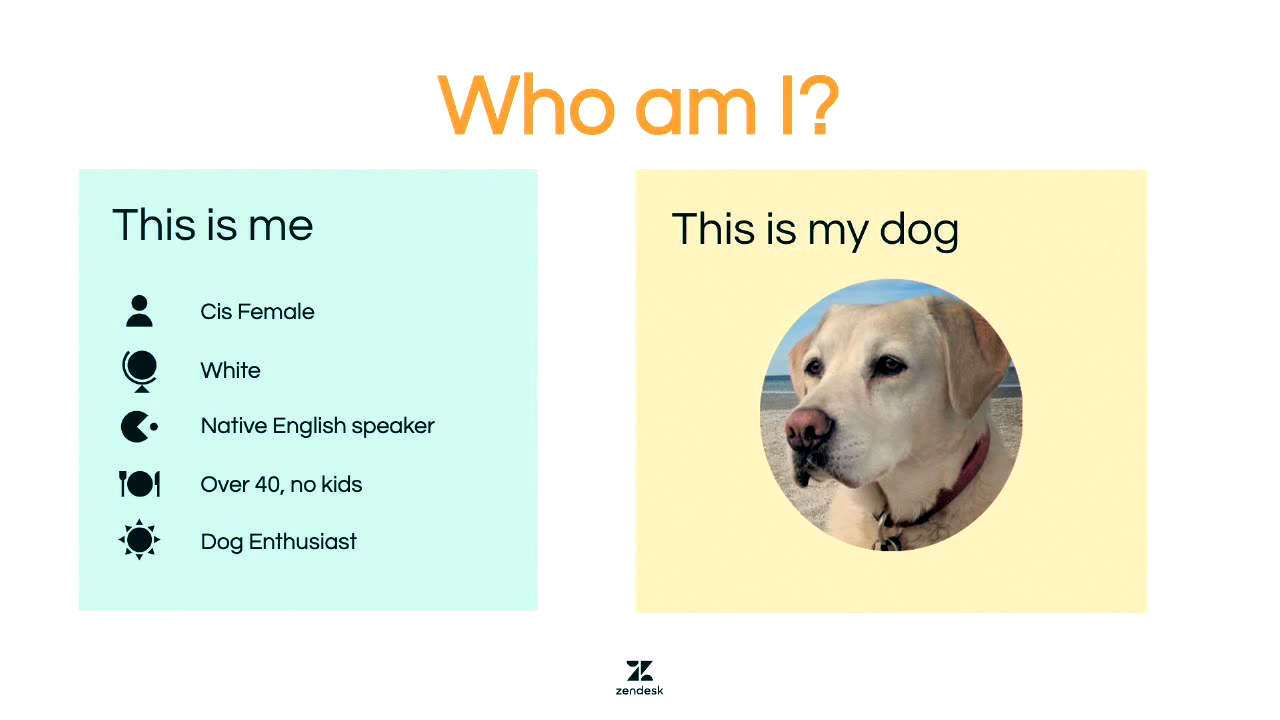 Who am I?
This is me
Cis Female
White
Native English speaker
Over 40, no kids
Dog Enthusiast
This is my dog
zendesk